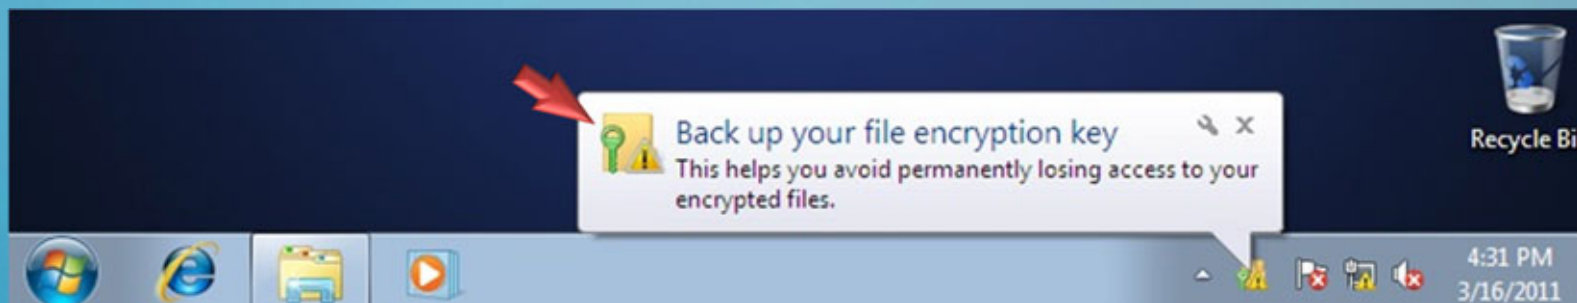 Back up your file encryption key
This helps you avoid permanently losing access to your
encrypted files.
Recycle Bi
4:31 PM
3/16/2011